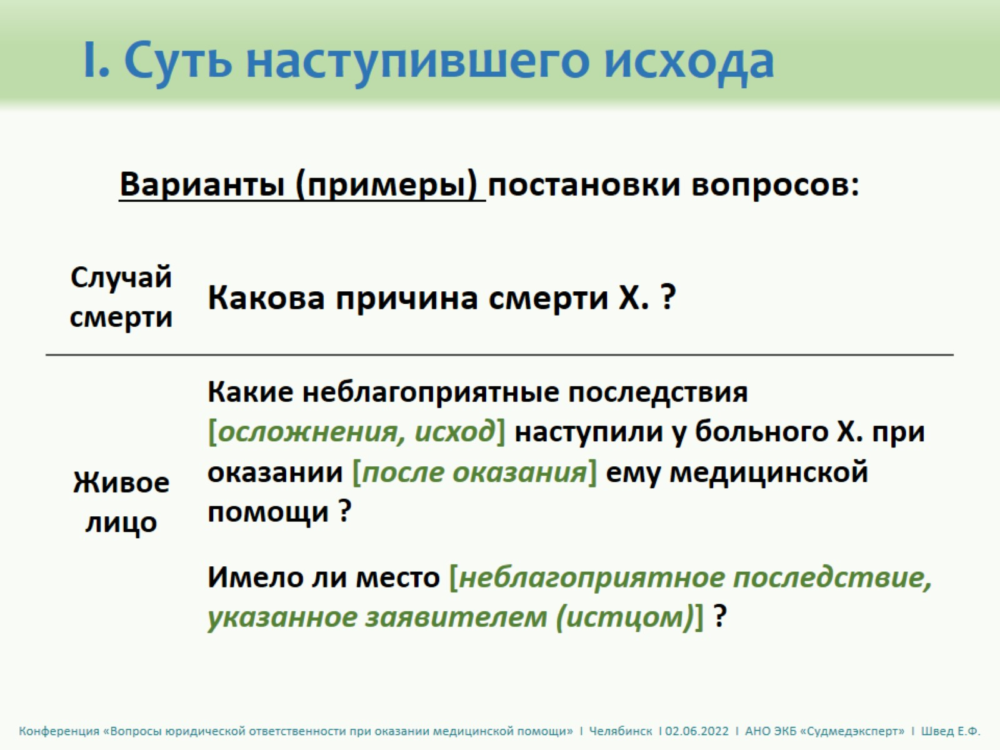 I. Суть наступившего исхода
Варианты (примеры) постановки вопросов:
Случай
смерти
Какова причина смерти Х. ?
Живое
лицо
Какие неблагоприятные последствия
[осложнения, исход] наступили у больного Х. при
оказании [после оказания] ему медицинской
помощи ?
Имело ли место [неблагоприятное последствие,
указанное заявителем (истцом)] ?
Конференция «Вопросы юридической ответственности при оказании медицинской помощи» I Челябинск I 02.06.2022 I АНО ЭКБ «Судмедэксперт» I Швед Е.Ф.